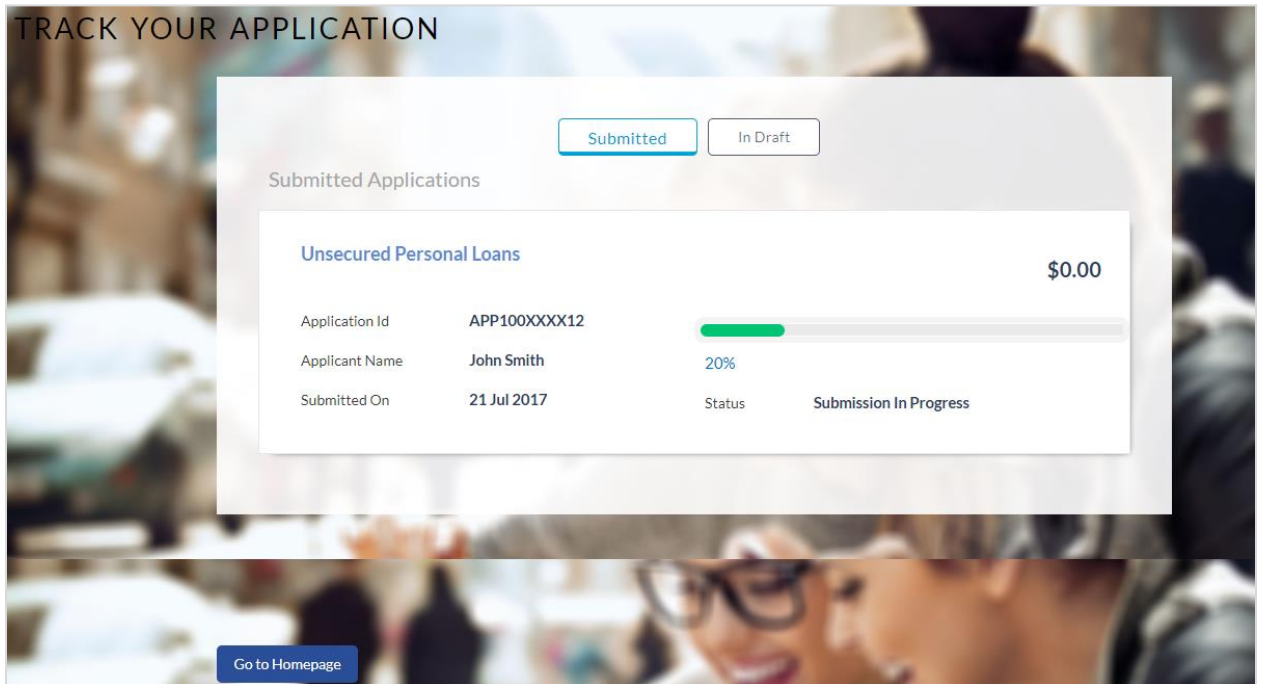 TRACK YOUR APPLICATION
Submitted
In Draft
Submitted Applications
Unsecured Personal Loans
$0.00
Application Id APP100XXXX12
Applicant Name John Smith
20%
Submitted On 21 Jul 2017
Status Submission In Progress
Go to Homepage